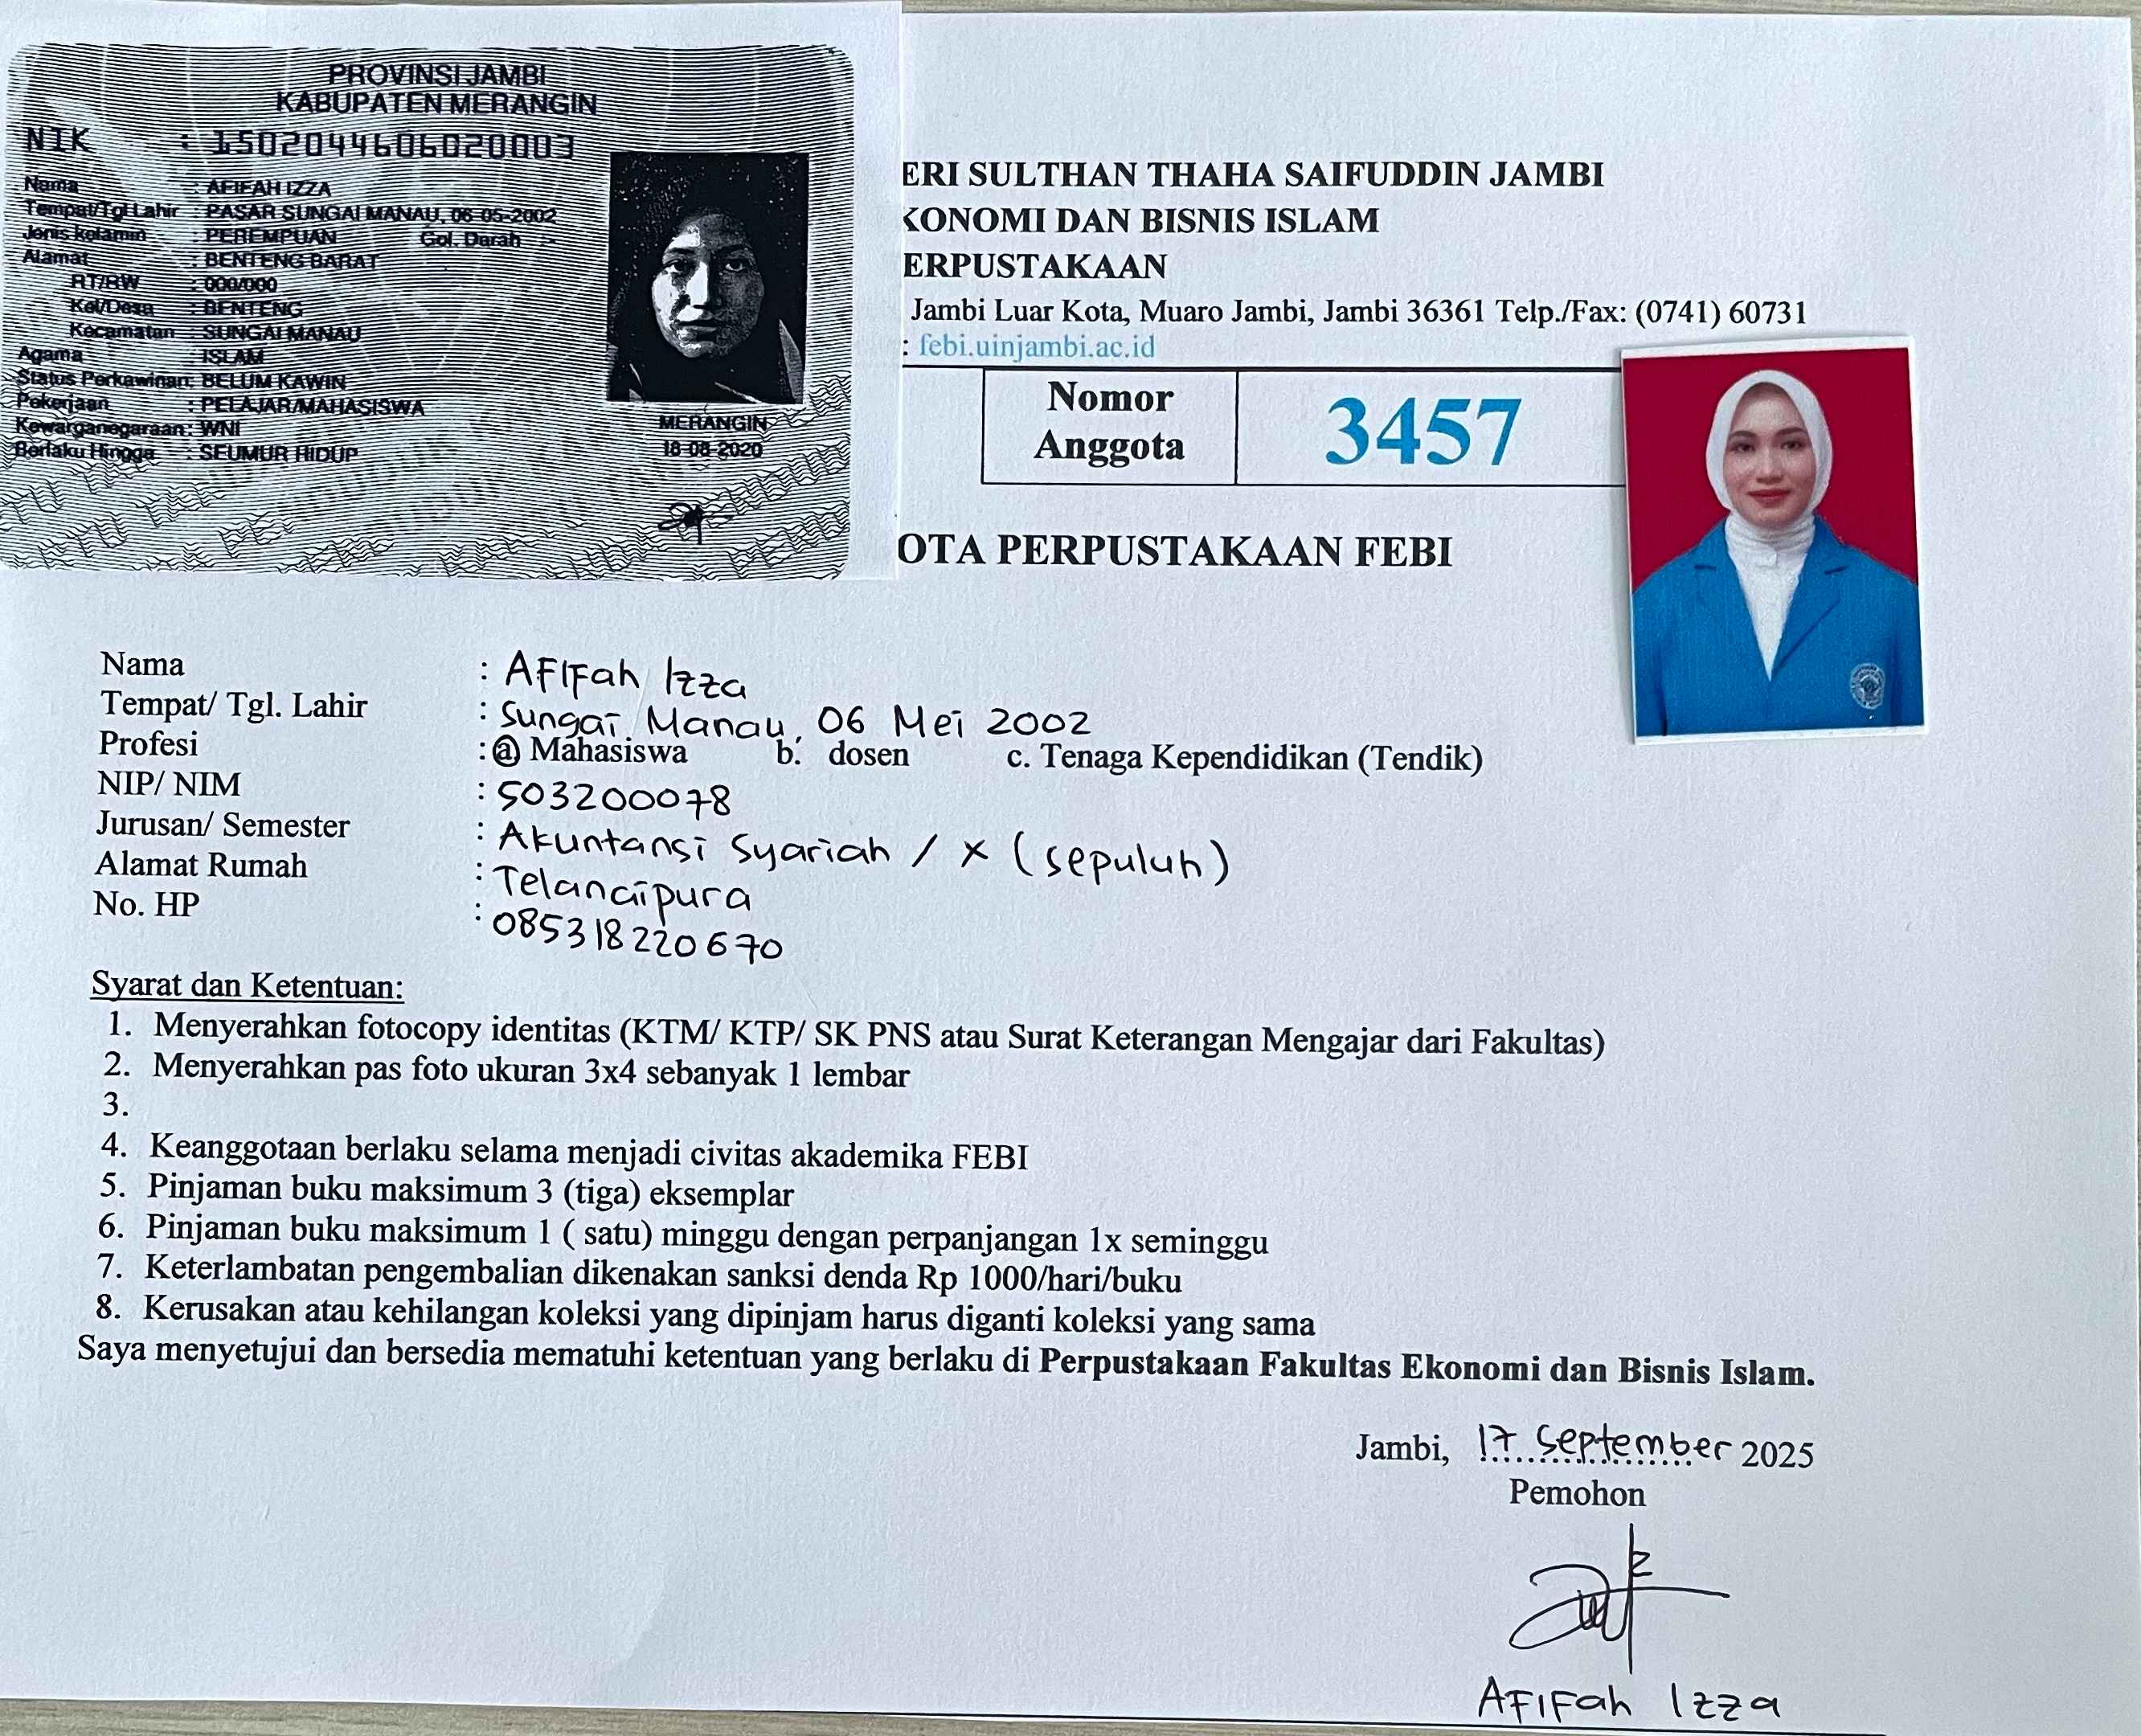 PROVINSI JAMBI
KABUPATEN MERANGIN
NIK : 1502044606020003
Nama : AFIFAH IZZA
Tempat/Tgl Lahir : PASAR SUNGAI MANAU, 06-05-2002
Jenis kelamin : PEREMPUAN Gol. Darah : -
Alamat : BENTENG BARAT
RT/RW : 000/000
Kel/Desa : BENTENG
Kecamatan : SUNGAI MANAU
Agama : ISLAM
Status Perkawinan: BELUM KAWIN
Pekerjaan : PELAJAR/MAHASISWA
Kewarganegaraan: WNI
Berlaku Hingga : SEUMUR HIDUP
MERANGIN
18-08-2020
ERI SULTHAN THAHA SAIFUDDIN JAMBI
KONOMI DAN BISNIS ISLAM
ERPUSTAKAAN
Jambi Luar Kota, Muaro Jambi, Jambi 36361 Telp./Fax: (0741) 60731
: febi.uinjambi.ac.id
Nomor Anggota 3457
OTA PERPUSTAKAAN FEBI
Nama : Afifah Izza
Tempat/ Tgl. Lahir : Sungai Manau, 06 Mei 2002
Profesi : a Mahasiswa b. dosen c. Tenaga Kependidikan (Tendik)
NIP/ NIM : 503200078
Jurusan/ Semester : Akuntansi Syariah / X (sepuluh)
Alamat Rumah : Telanaipura
No. HP : 085318220670
Syarat dan Ketentuan:
1. Menyerahkan fotocopy identitas (KTM/ KTP/ SK PNS atau Surat Keterangan Mengajar dari Fakultas)
2. Menyerahkan pas foto ukuran 3x4 sebanyak 1 lembar
3.
4. Keanggotaan berlaku selama menjadi civitas akademika FEBI
5. Pinjaman buku maksimum 3 (tiga) eksemplar
6. Pinjaman buku maksimum 1 ( satu) minggu dengan perpanjangan 1x seminggu
7. Keterlambatan pengembalian dikenakan sanksi denda Rp 1000/hari/buku
8. Kerusakan atau kehilangan koleksi yang dipinjam harus diganti koleksi yang sama
Saya menyetujui dan bersedia mematuhi ketentuan yang berlaku di Perpustakaan Fakultas Ekonomi dan Bisnis Islam.
Jambi, 17 September 2025
Pemohon
Afifah Izza